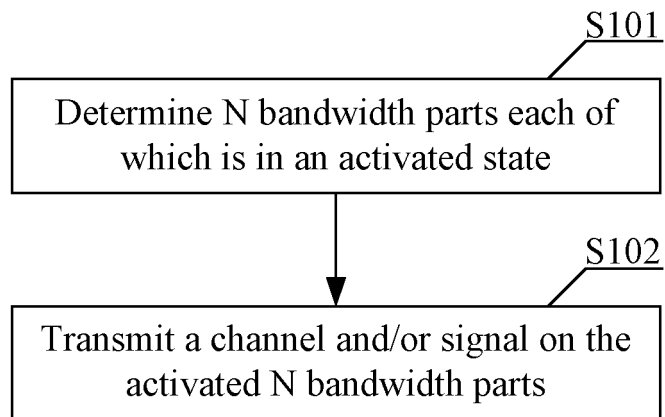 S101
Determine N bandwidth parts each of
which is in an activated state
S102
Transmit a channel and/or signal on the
activated N bandwidth parts